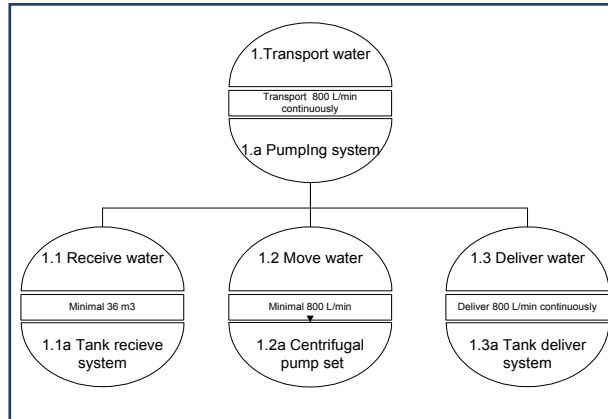 1.Transport water
Transport 800 L/min
continuously
1.a PumpIng system
1.1 Receive water
Minimal 36 m3
1.1a Tank recieve
system
1.2 Move water
Minimal 800 L/min
1.2a Centrifugal
pump set
1.3 Deliver water
Deliver 800 L/min continuously
1.3a Tank deliver
system